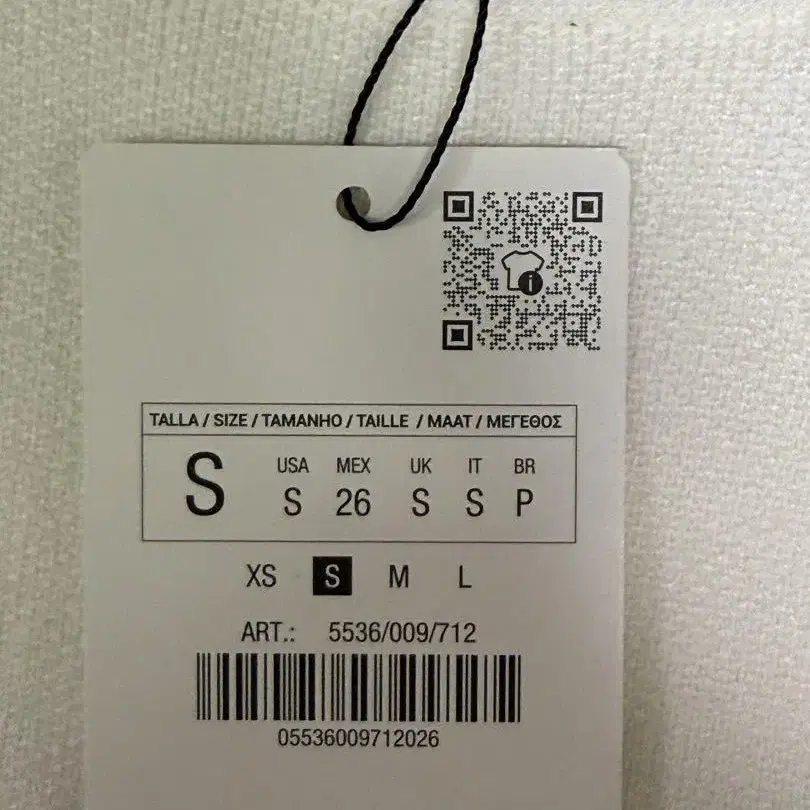 TALLA / SIZE / TAMANHO / TAILLE / MAAT / ΜΕΓΕΘΟΣ
USA MEX UK IT BR
S S 26 S S P
XS S M L
ART.: 5536/009/712
05536009712026